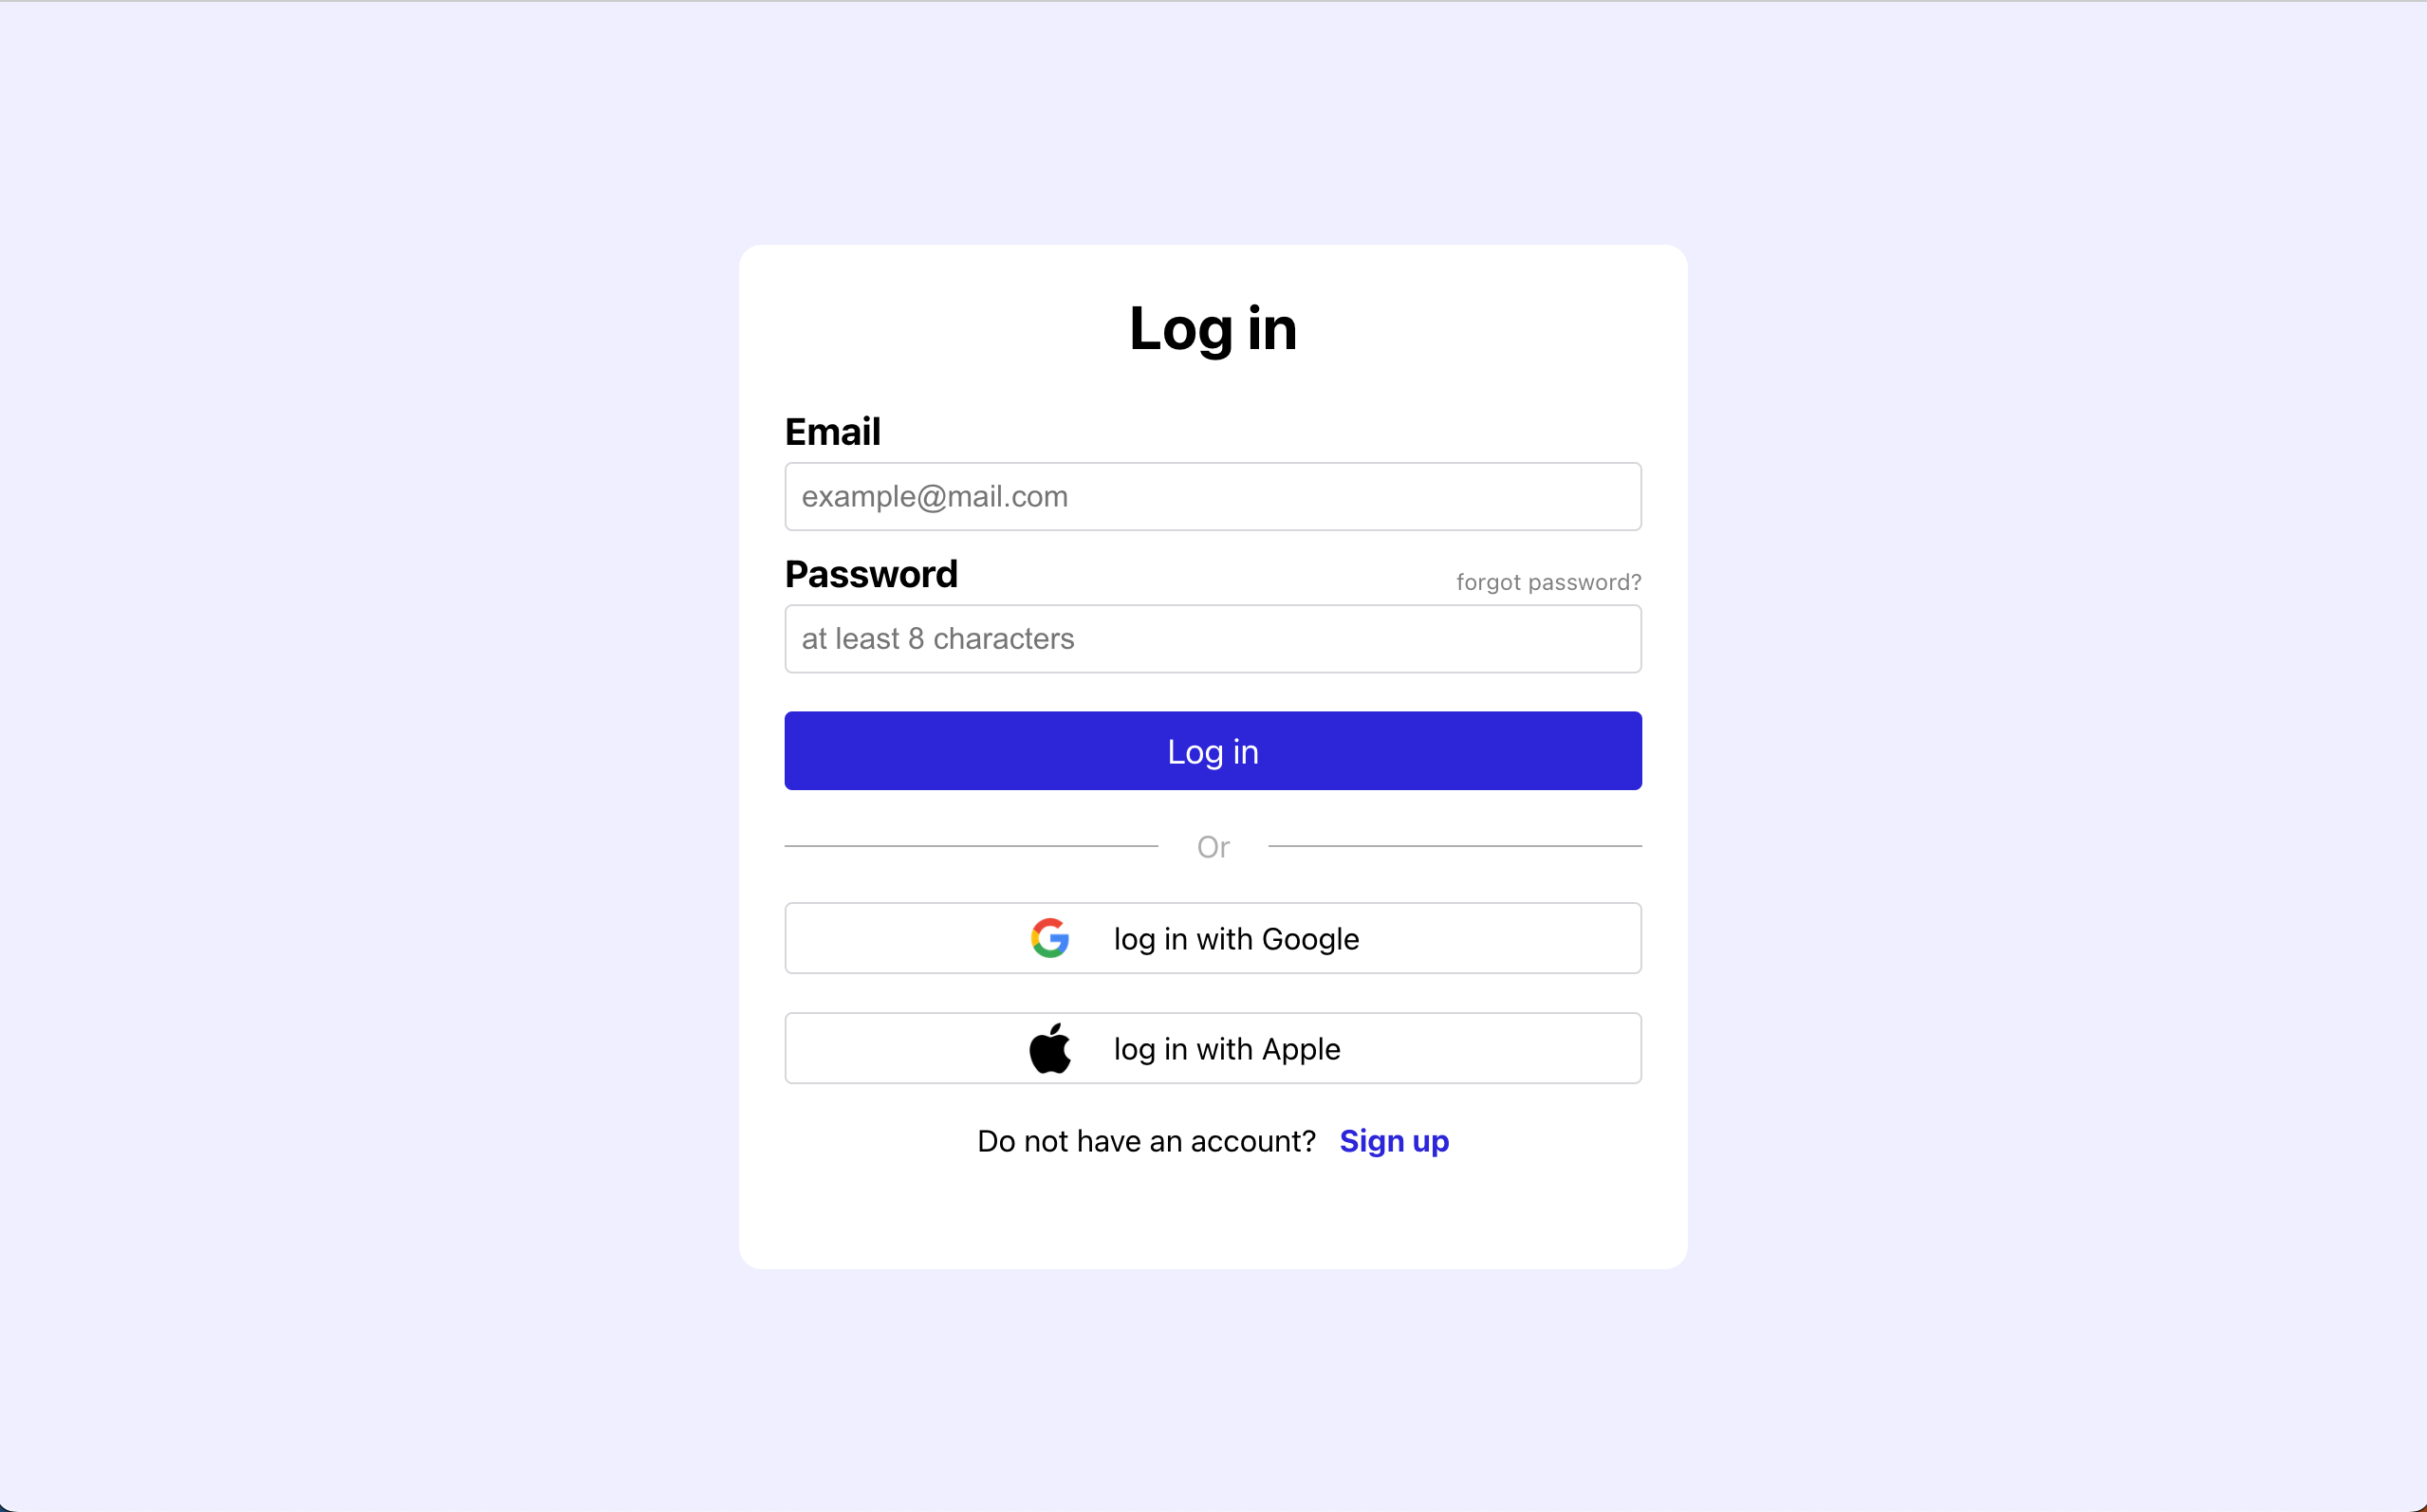 Log in
Email
example@mail.com
Password
forgot password?
at least 8 characters
Log in
Or
log in with Google
log in with Apple
Do not have an account? Sign up